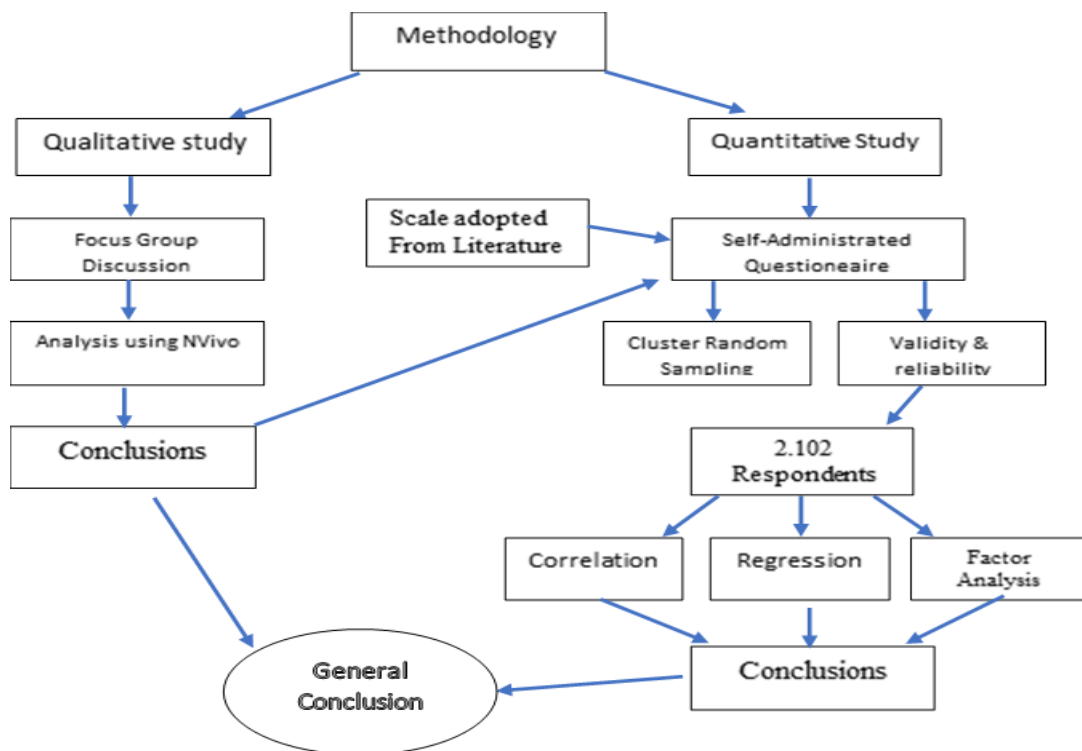 Methodology
Qualitative study
Quantitative Study
Scale adopted
From Literature
Focus Group
Discussion
Self-Administrated
Questioneaire
Analysis using NVivo
Cluster Random
Sampling
Validity &
reliability
Conclusions
2.102
Respondents
Correlation
Regression
Factor
Analysis
General
Conclusion
Conclusions